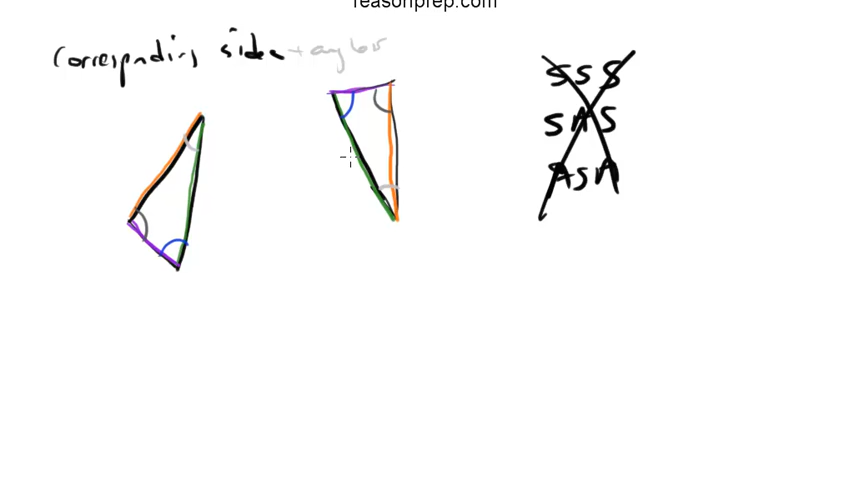 reasonprep.com
Corresponding sides + angles
SSS
SAS
ASA